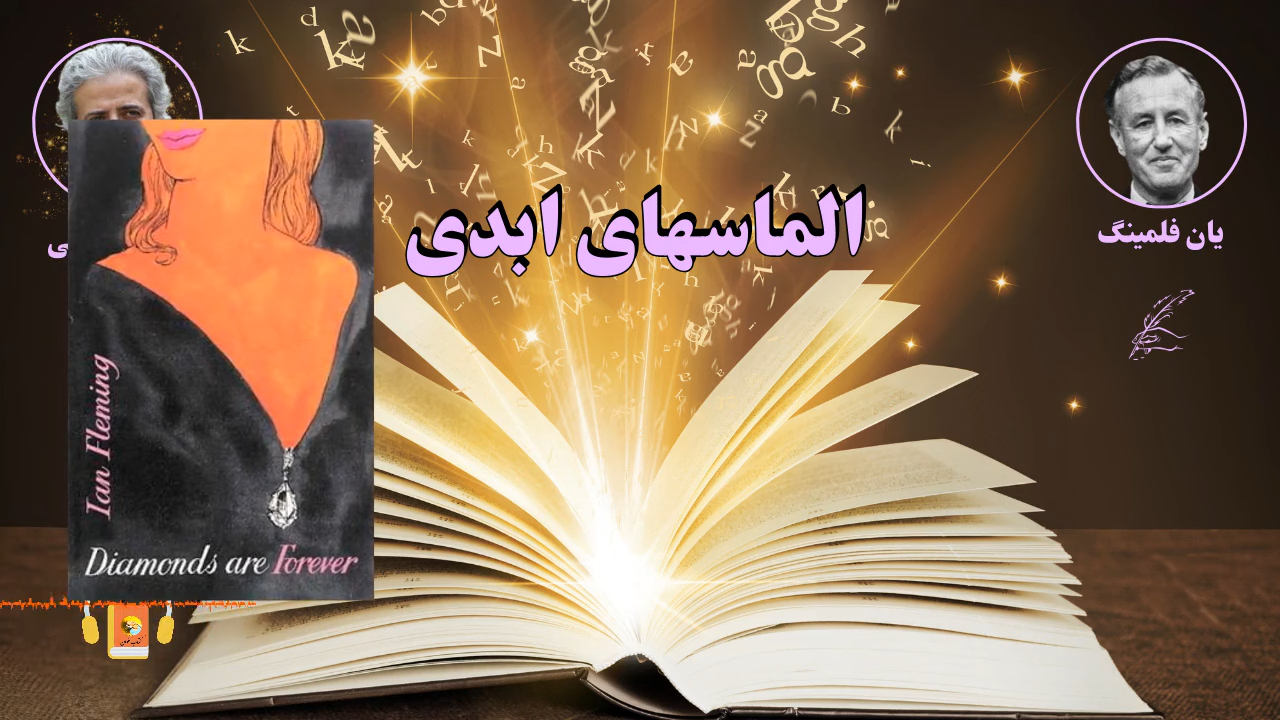 الماسهای ابدی
یان فلمینگ
Ian Fleming
Diamonds are Forever